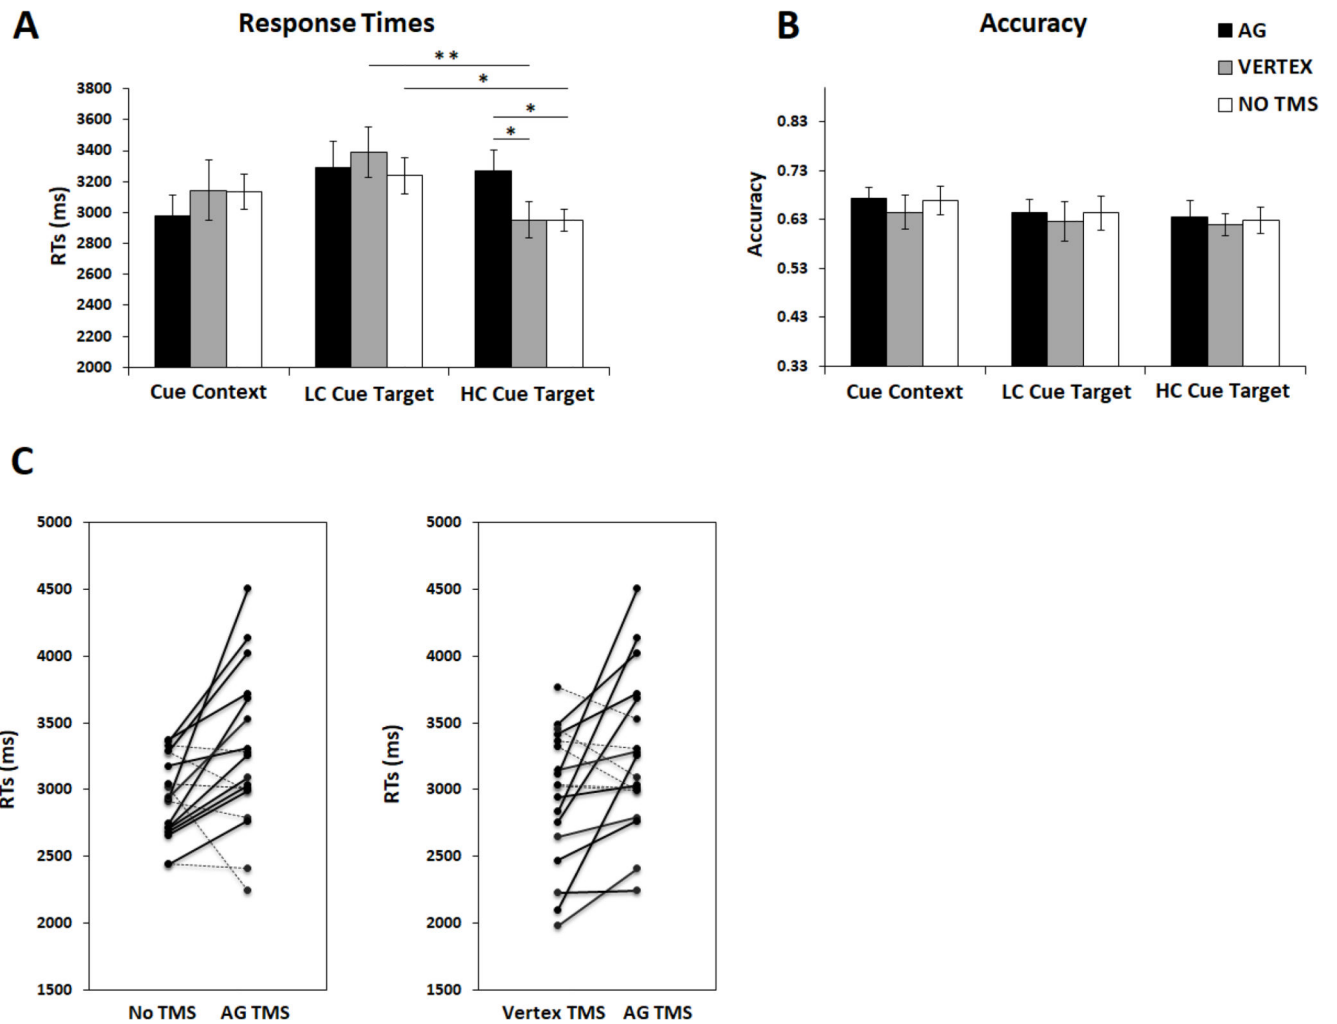 A
Response Times
* *
*
*
*
3800
3600
3400
3200
3000
2800
2600
2400
2200
2000
RTs (ms)
Cue Context
LC Cue Target
HC Cue Target
B
Accuracy
AG
VERTEX
NO TMS
0.83
0.73
0.63
0.53
0.43
0.33
Accuracy
Cue Context
LC Cue Target
HC Cue Target
C
5000
4500
4000
3500
3000
2500
2000
1500
RTs (ms)
No TMS
AG TMS
5000
4500
4000
3500
3000
2500
2000
1500
RTs (ms)
Vertex TMS
AG TMS